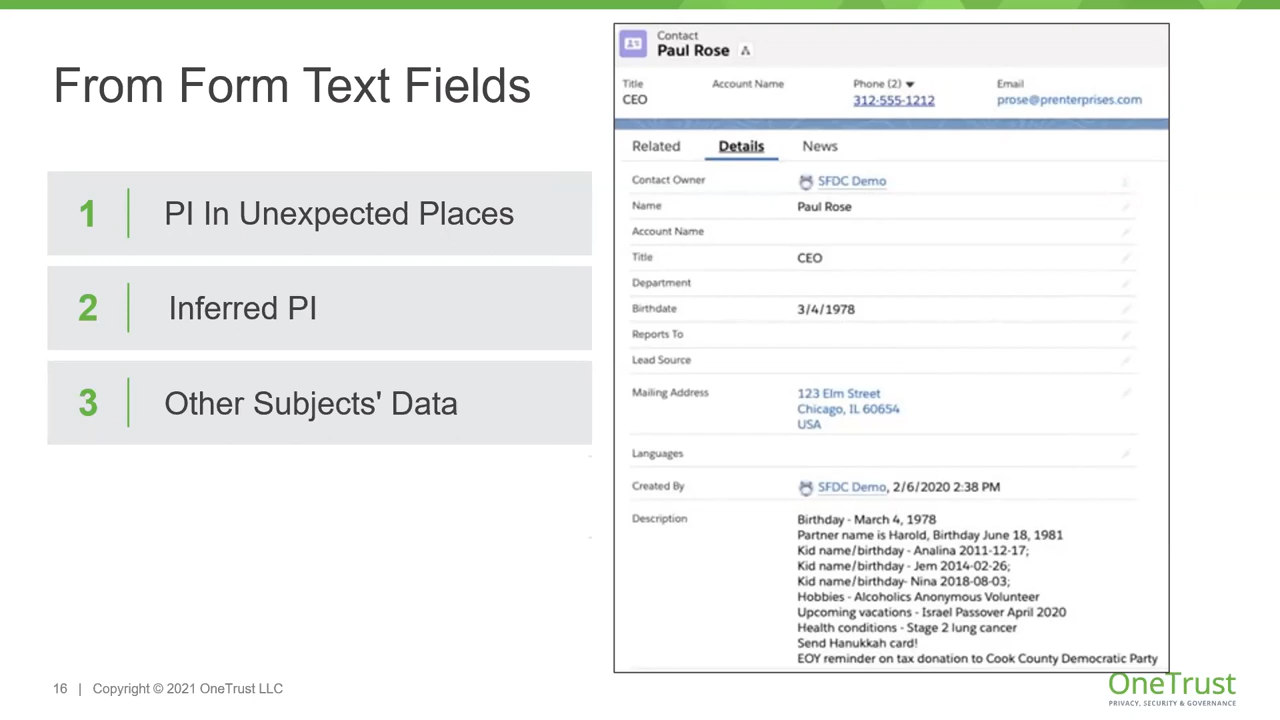 From Form Text Fields
1 PI In Unexpected Places
2 Inferred PI
3 Other Subjects' Data
Contact
Paul Rose
Title Account Name Phone (2) Email
CEO 312-555-1212 prose@prenterprises.com
Related Details News
Contact Owner SFDC Demo
Name Paul Rose
Account Name
Title CEO
Department
Birthdate 3/4/1978
Reports To
Lead Source
Mailing Address 123 Elm Street
Chicago, IL 60654
USA
Languages
Created By SFDC Demo, 2/6/2020 2:38 PM
Description Birthday - March 4, 1978
Partner name is Harold, Birthday June 18, 1981
Kid name/birthday - Analina 2011-12-17;
Kid name/birthday - Jem 2014-02-26;
Kid name/birthday- Nina 2018-08-03;
Hobbies - Alcoholics Anonymous Volunteer
Upcoming vacations - Israel Passover April 2020
Health conditions - Stage 2 lung cancer
Send Hanukkah card!
EOY reminder on tax donation to Cook County Democratic Party
16 | Copyright © 2021 OneTrust LLC
OneTrust
PRIVACY, SECURITY & GOVERNANCE